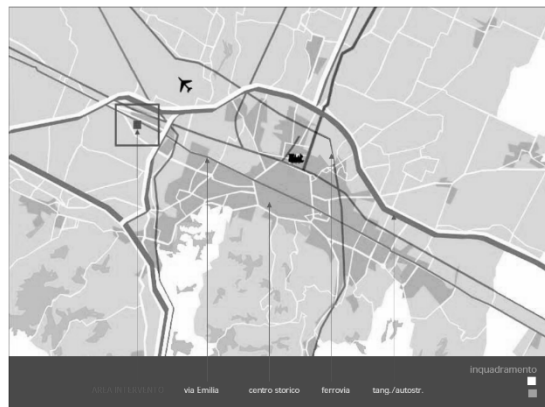 inquadramento
via Emilia
centro storico
ferrovia
tang./autostr.